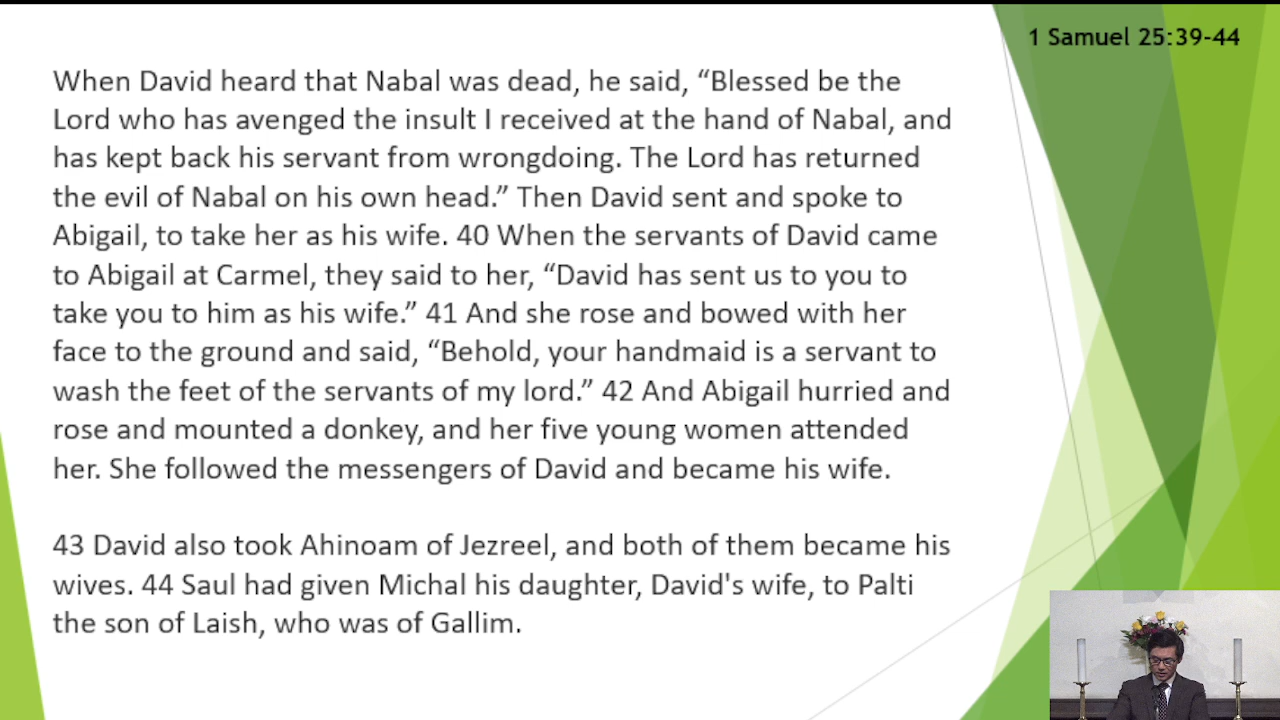 1 Samuel 25:39-44
When David heard that Nabal was dead, he said, “Blessed be the
Lord who has avenged the insult I received at the hand of Nabal, and
has kept back his servant from wrongdoing. The Lord has returned
the evil of Nabal on his own head.” Then David sent and spoke to
Abigail, to take her as his wife. 40 When the servants of David came
to Abigail at Carmel, they said to her, “David has sent us to you to
take you to him as his wife.” 41 And she rose and bowed with her
face to the ground and said, “Behold, your handmaid is a servant to
wash the feet of the servants of my lord.” 42 And Abigail hurried and
rose and mounted a donkey, and her five young women attended
her. She followed the messengers of David and became his wife.
43 David also took Ahinoam of Jezreel, and both of them became his
wives. 44 Saul had given Michal his daughter, David's wife, to Palti
the son of Laish, who was of Gallim.